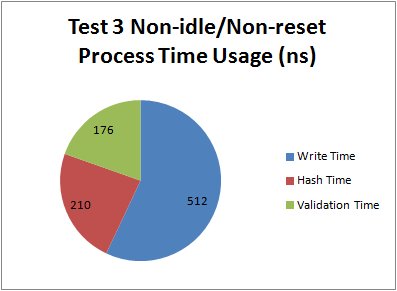 Test 3 Non-idle/Non-reset
Process Time Usage (ns)
176
210
512
Write Time
Hash Time
Validation Time